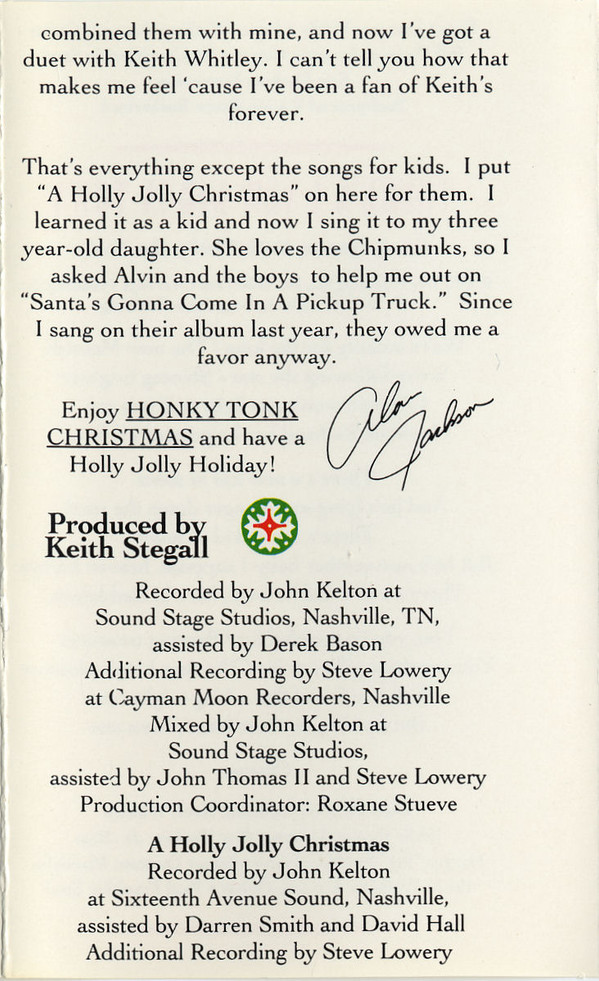 combined them with mine, and now I've got a
duet with Keith Whitley. I can't tell you how that
makes me feel 'cause I've been a fan of Keith's
forever.
That's everything except the songs for kids. I put
"A Holly Jolly Christmas" on here for them. I
learned it as a kid and now I sing it to my three
year-old daughter. She loves the Chipmunks, so I
asked Alvin and the boys to help me out on
"Santa's Gonna Come In A Pickup Truck." Since
I sang on their album last year, they owed me a
favor anyway.
Enjoy HONKY TONK
CHRISTMAS and have a
Holly Jolly Holiday!
Alan Jackson
Produced by
Keith Stegall
Recorded by John Kelton at
Sound Stage Studios, Nashville, TN,
assisted by Derek Bason
Additional Recording by Steve Lowery
at Cayman Moon Recorders, Nashville
Mixed by John Kelton at
Sound Stage Studios,
assisted by John Thomas II and Steve Lowery
Production Coordinator: Roxane Stueve
A Holly Jolly Christmas
Recorded by John Kelton
at Sixteenth Avenue Sound, Nashville,
assisted by Darren Smith and David Hall
Additional Recording by Steve Lowery